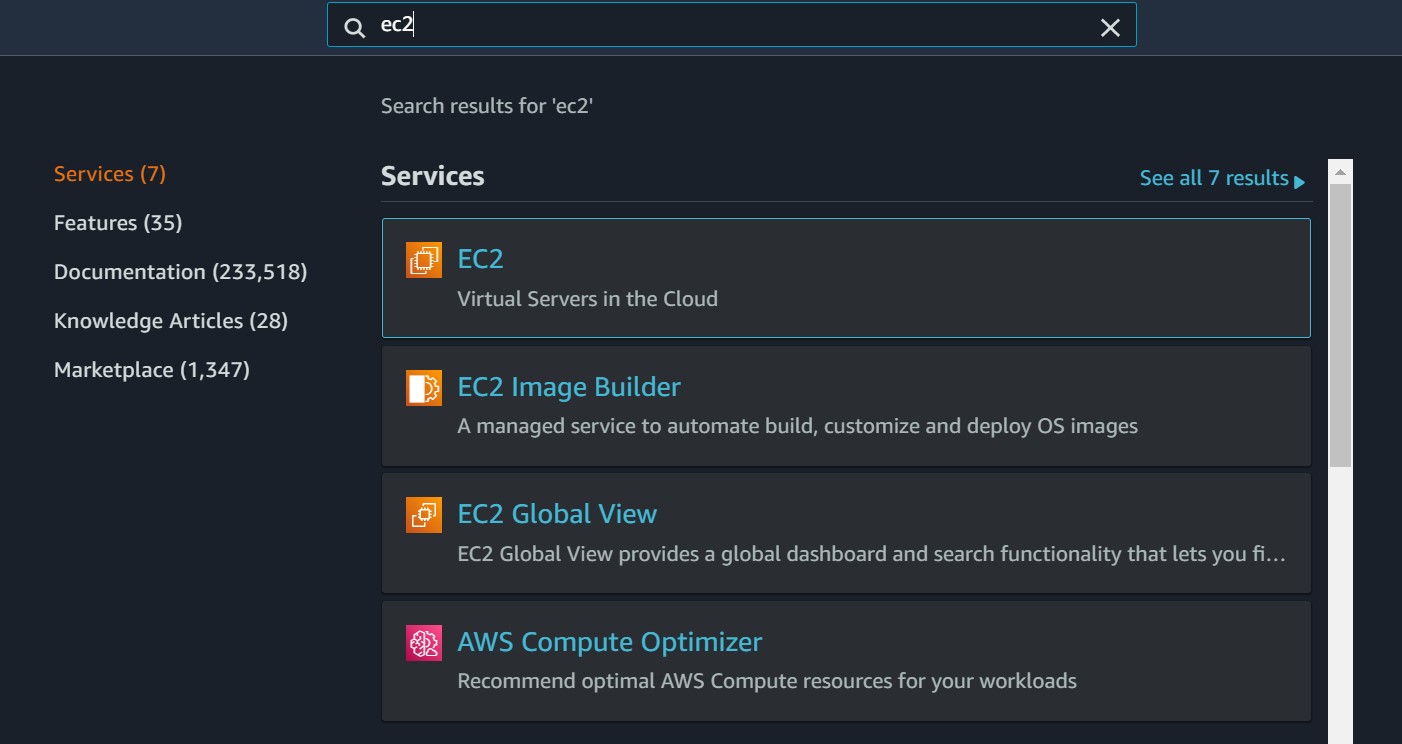 ec2
Search results for 'ec2'
Services (7)
Features (35)
Documentation (233,518)
Knowledge Articles (28)
Marketplace (1,347)
Services
See all 7 results
EC2
Virtual Servers in the Cloud
EC2 Image Builder
A managed service to automate build, customize and deploy OS images
EC2 Global View
EC2 Global View provides a global dashboard and search functionality that lets you fi...
AWS Compute Optimizer
Recommend optimal AWS Compute resources for your workloads